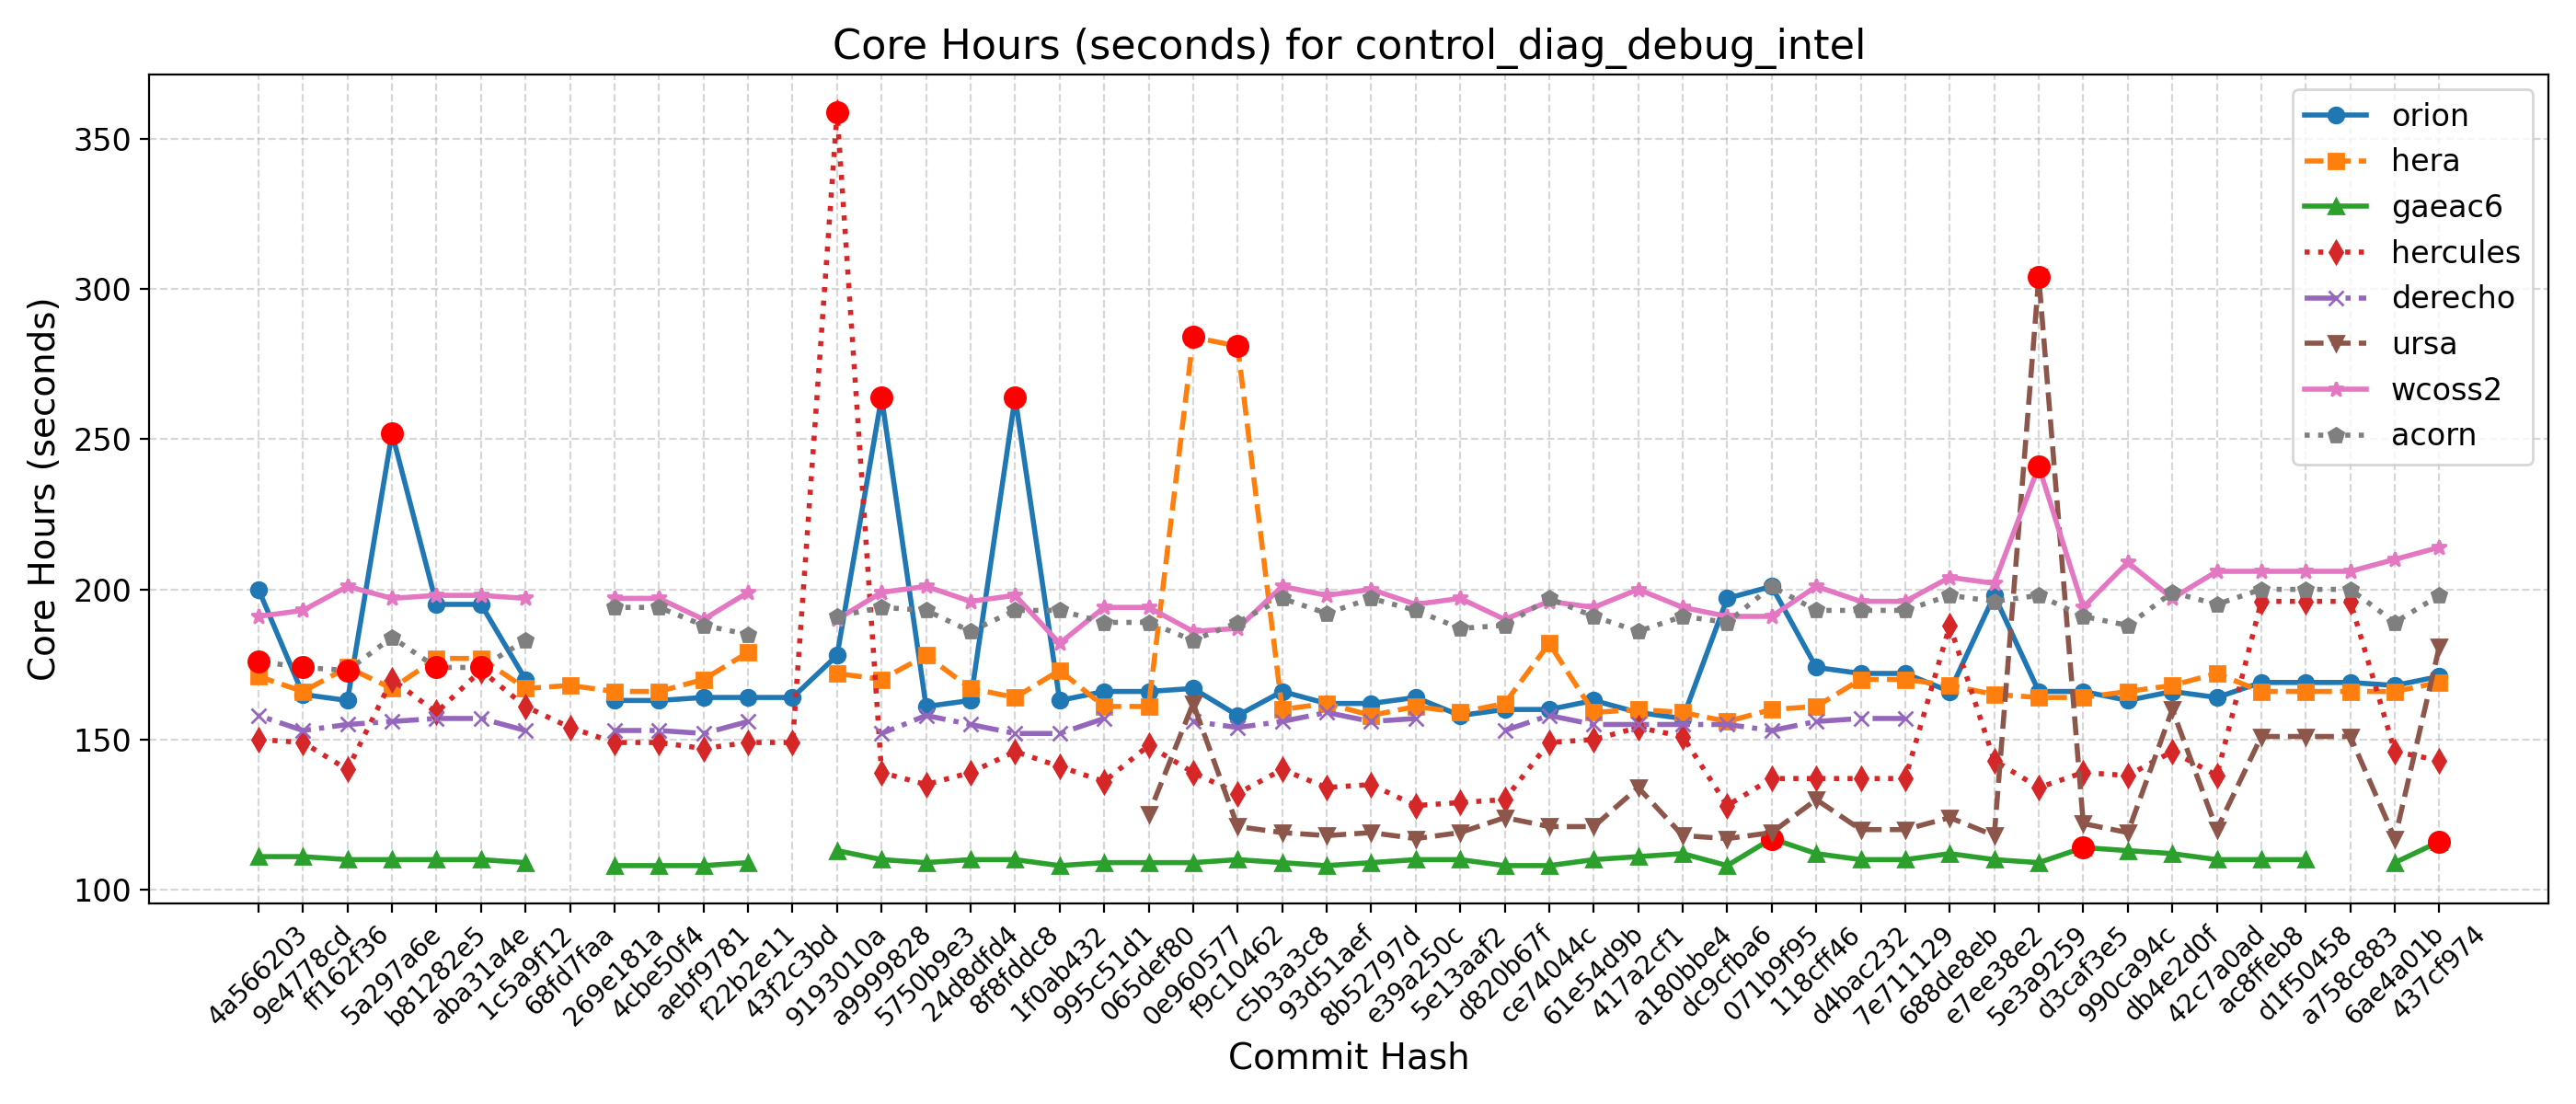 Core Hours (seconds) for control_diag_debug_intel
Core Hours (seconds)
350
300
250
200
150
100
orion
hera
gaeac6
hercules
derecho
ursa
wcoss2
acorn
4a566203
9e4778cd
ff162f36
5a297a6e
b81282e5
aba31a4e
1c5a9f12
68fd7faa
269e181a
4cbe50f4
aebf9781
f22b2e11
43f2c3bd
9193010a
a9999828
5750b9e3
24d8dfd4
8f8fddc8
1f0ab432
995c51d1
065def80
0e960577
f9c10462
c5b3a3c8
93d51aef
8b52797d
e39a250c
5e13aaf2
d820b67f
ce74044c
61e54d9b
417a2cf1
a180bbe4
dc9cfba6
071b9f95
118cff46
d4bac232
7e711129
688de8eb
e7ee38e2
5e3a9259
d3caf3e5
990ca94c
db4e2d0f
42c7a0ad
ac8ffeb8
d1f50458
a758c883
6ae4a01b
437cf974
Commit Hash